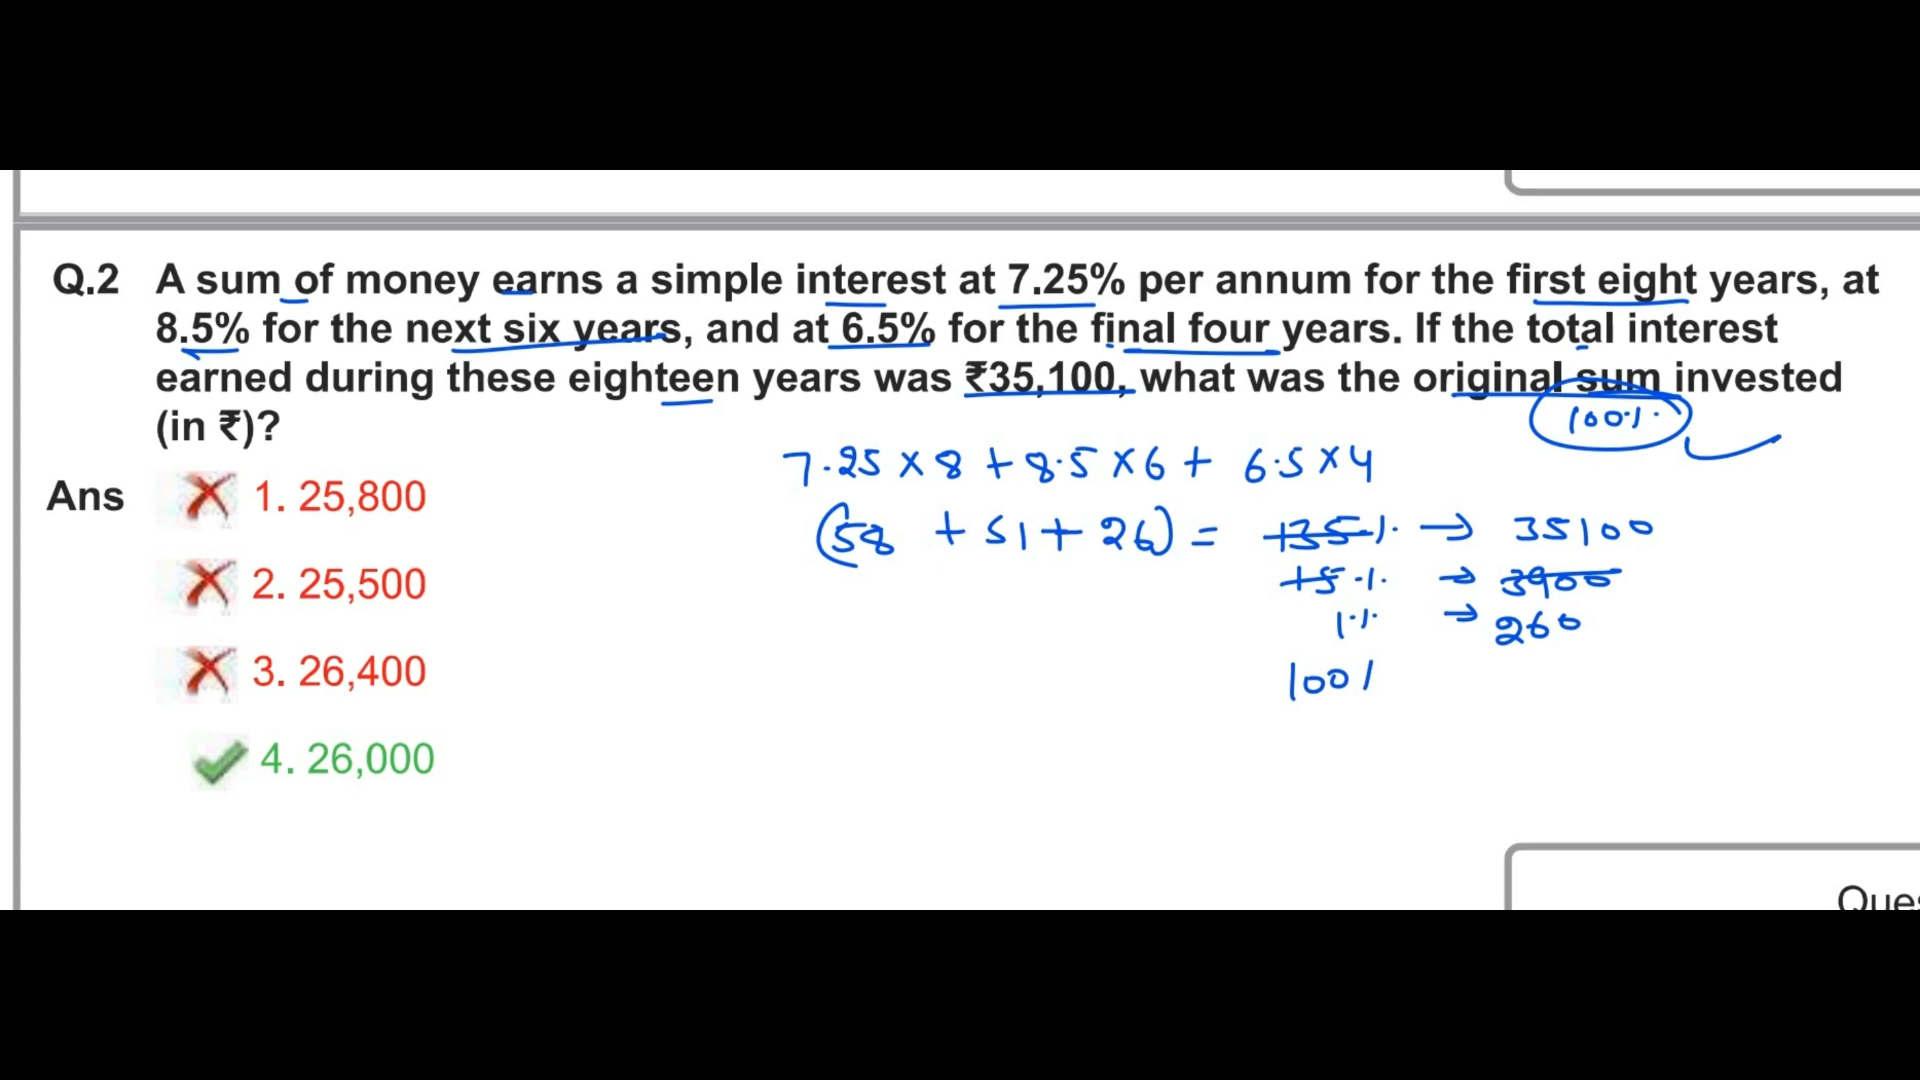 Q.2 A sum of money earns a simple interest at 7.25% per annum for the first eight years, at
8.5% for the next six years, and at 6.5% for the final four years. If the total interest
earned during these eighteen years was ₹35,100, what was the original sum invested
(in ₹)?
100%
7.25 × 8 + 8.5 × 6 + 6.5 × 4
Ans 1. 25,800
(58 + 51 + 26) = 135% → 35100
2. 25,500
15% → 3900
1% → 260
3. 26,400
100%
4. 26,000
Ques